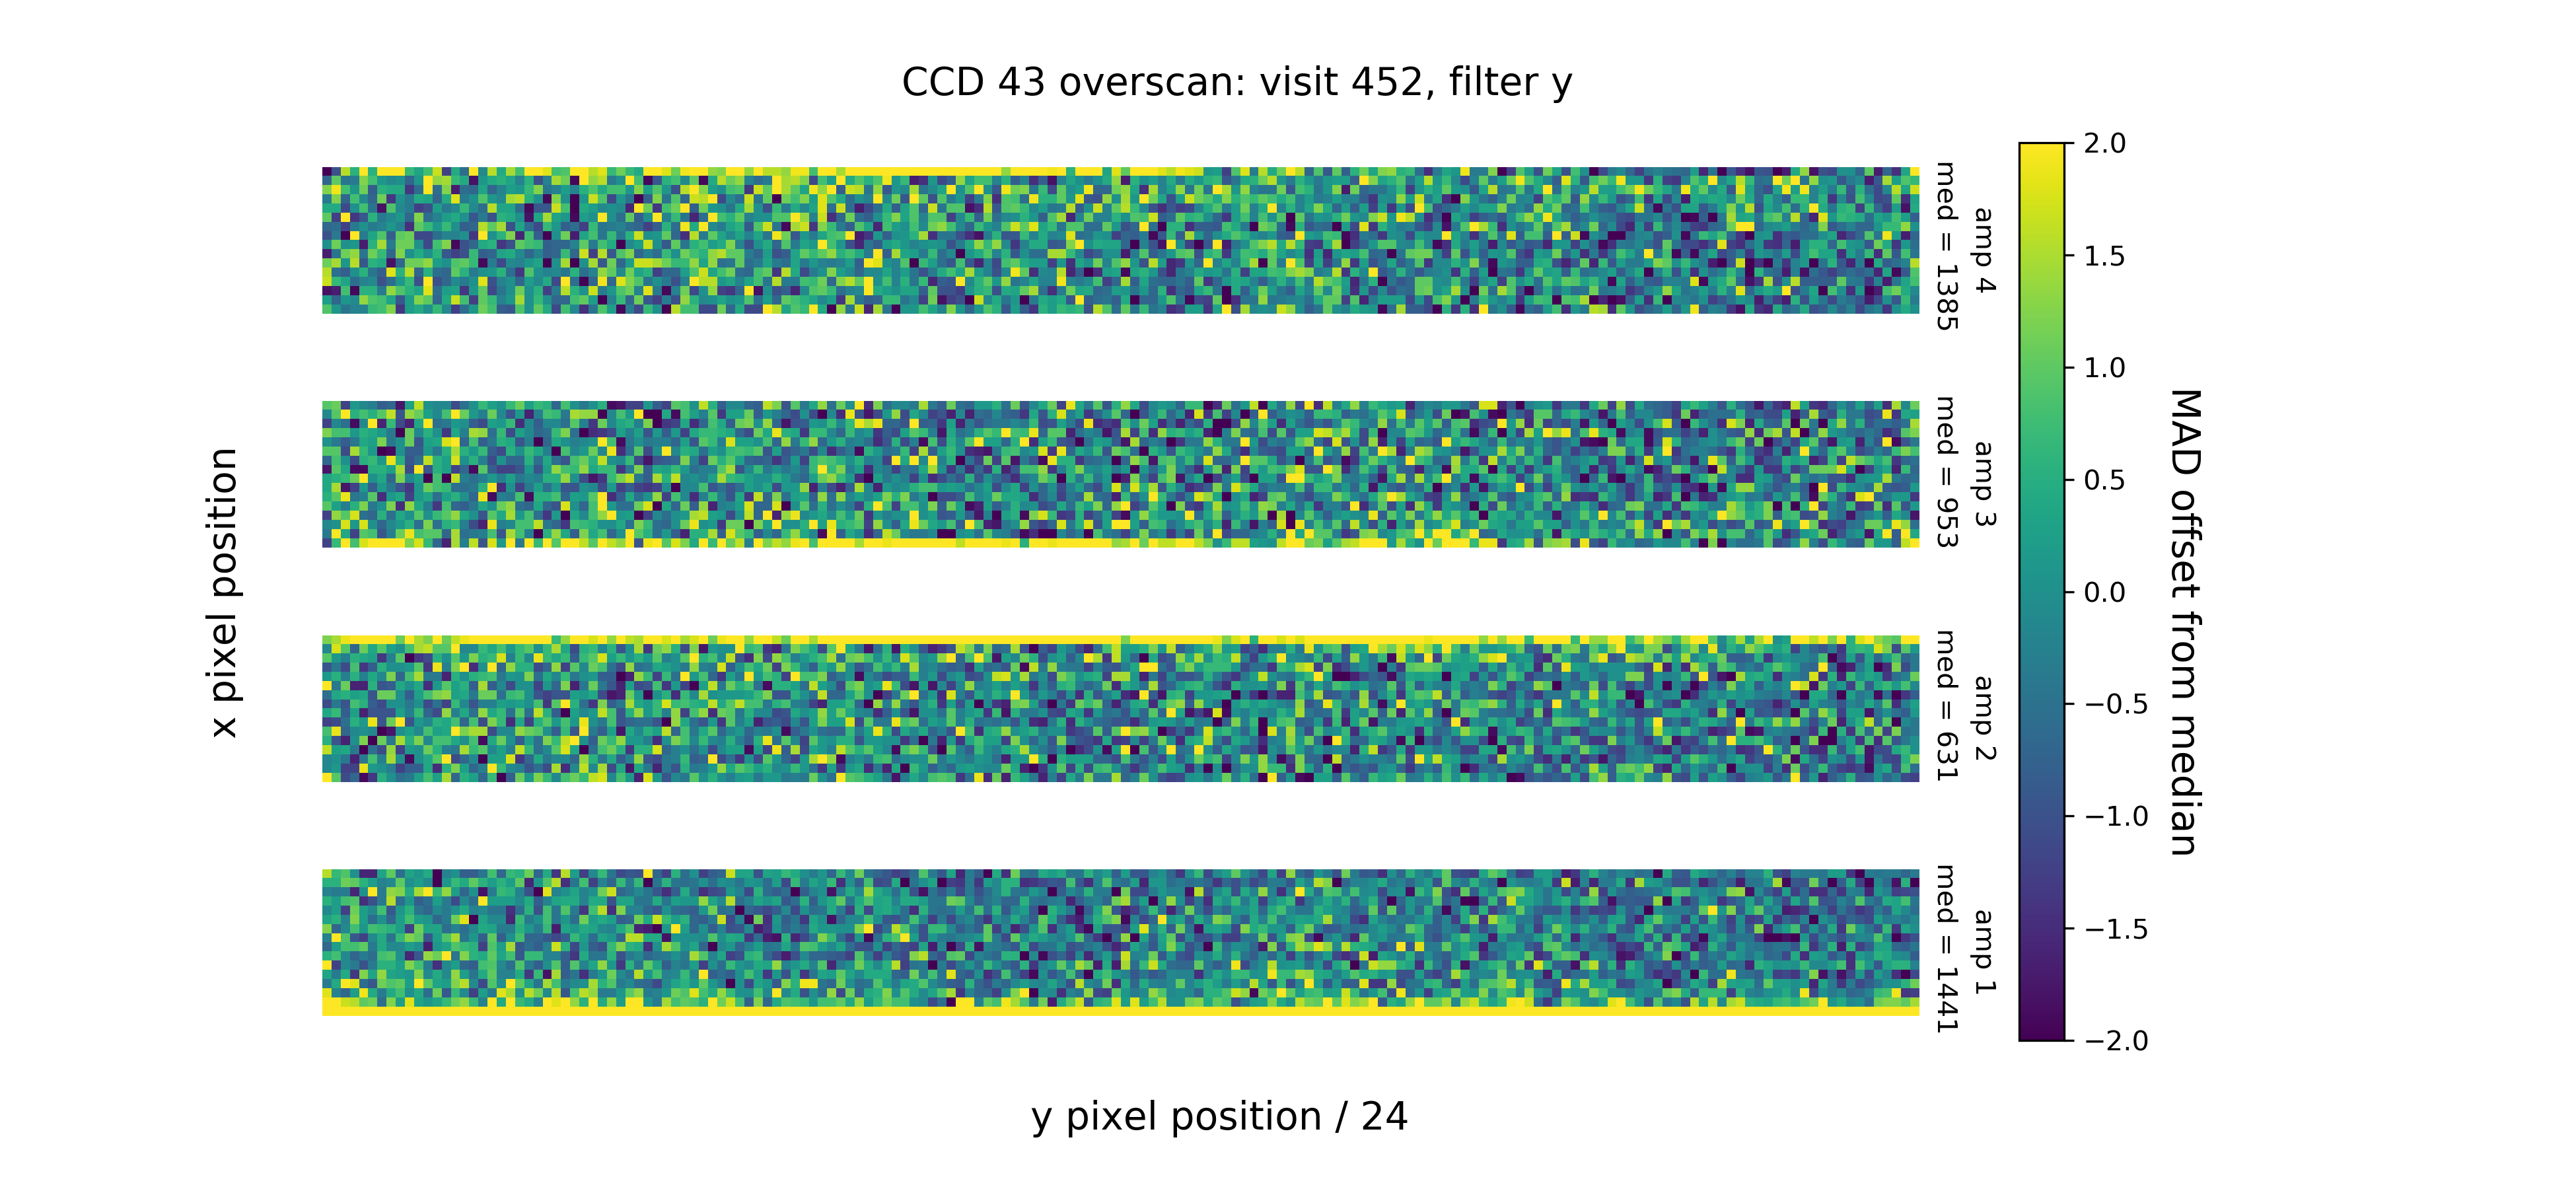 CCD 43 overscan: visit 452, filter y
x pixel position
amp 4
med = 1385
amp 3
med = 953
amp 2
med = 631
amp 1
med = 1441
y pixel position / 24
2.0
1.5
1.0
0.5
0.0
−0.5
−1.0
−1.5
−2.0
MAD offset from median